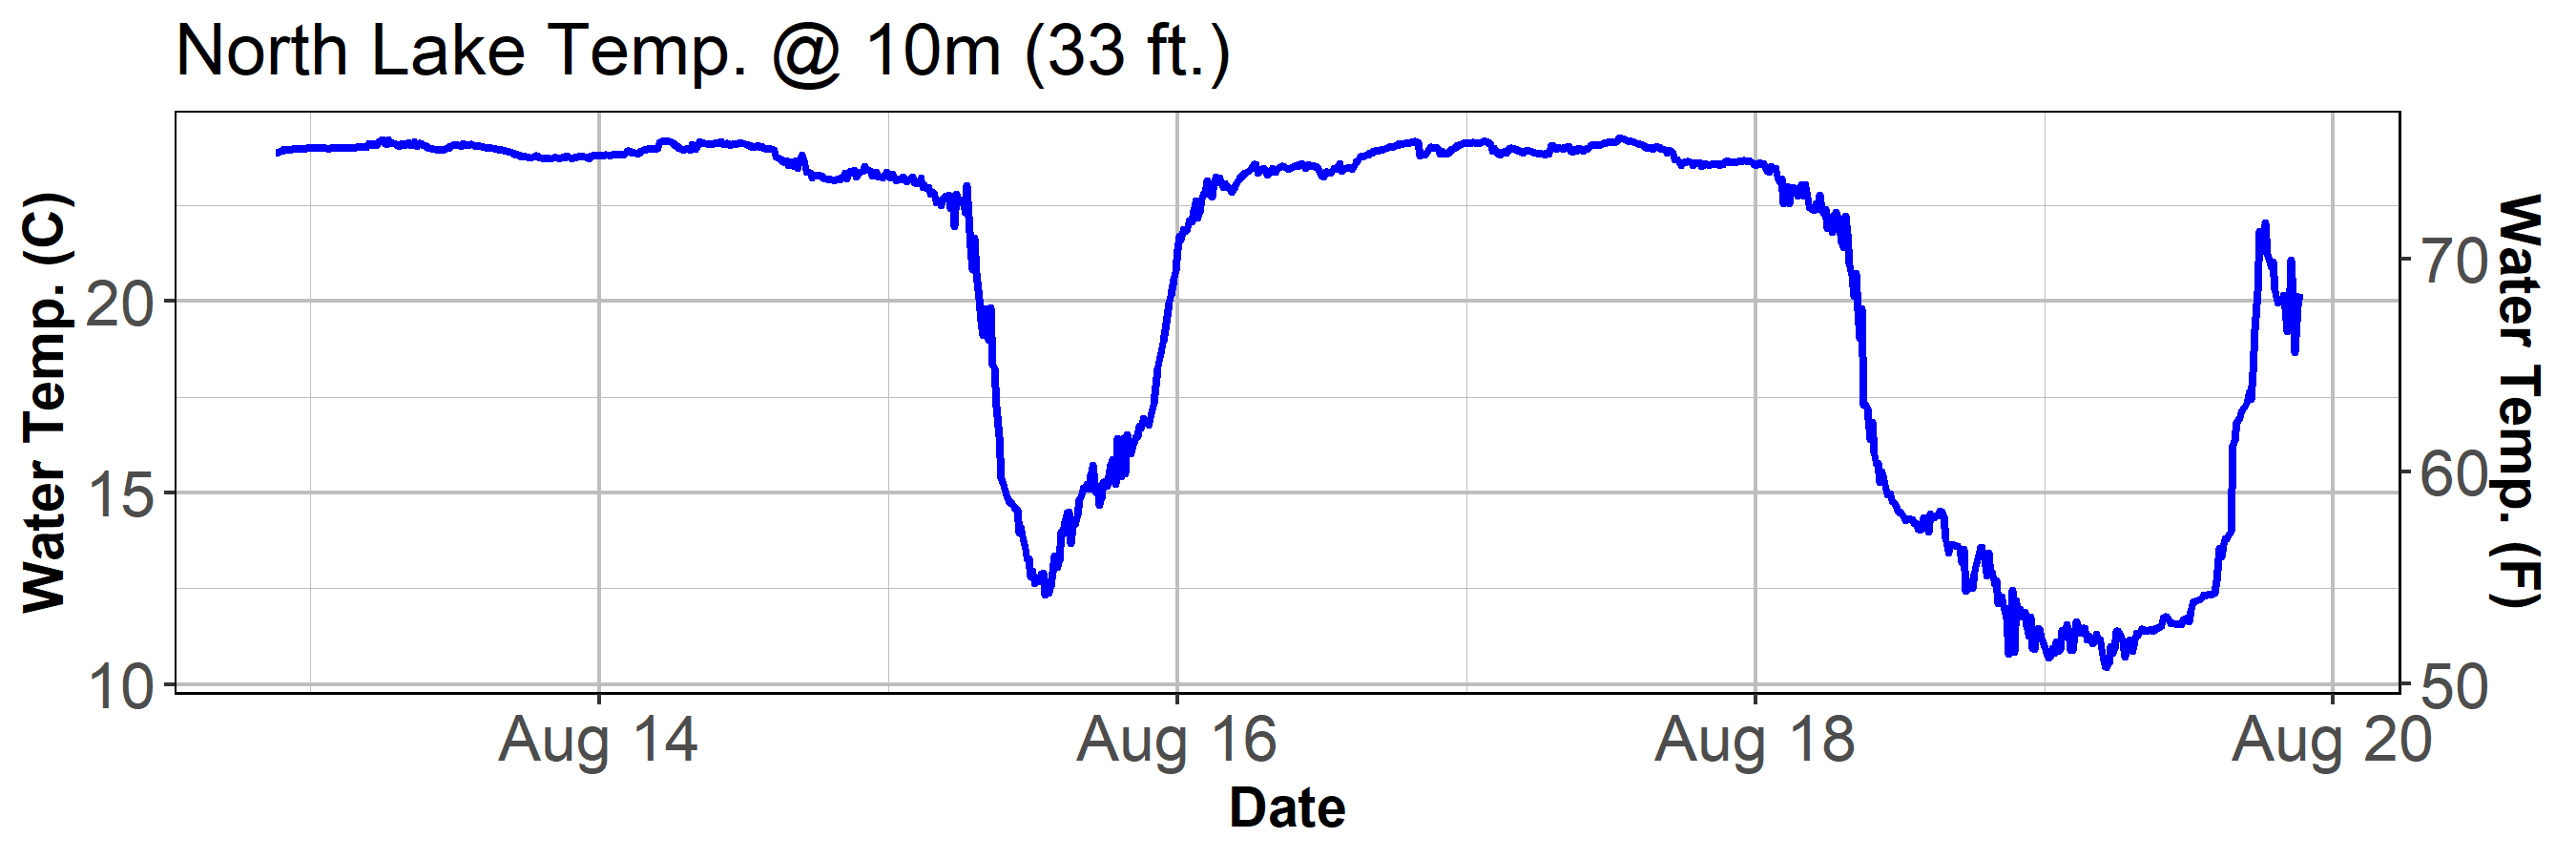 North Lake Temp. @ 10m (33 ft.)
Water Temp. (C)
20
15
10
70
60
50
Water Temp. (F)
Aug 14
Aug 16
Aug 18
Aug 20
Date